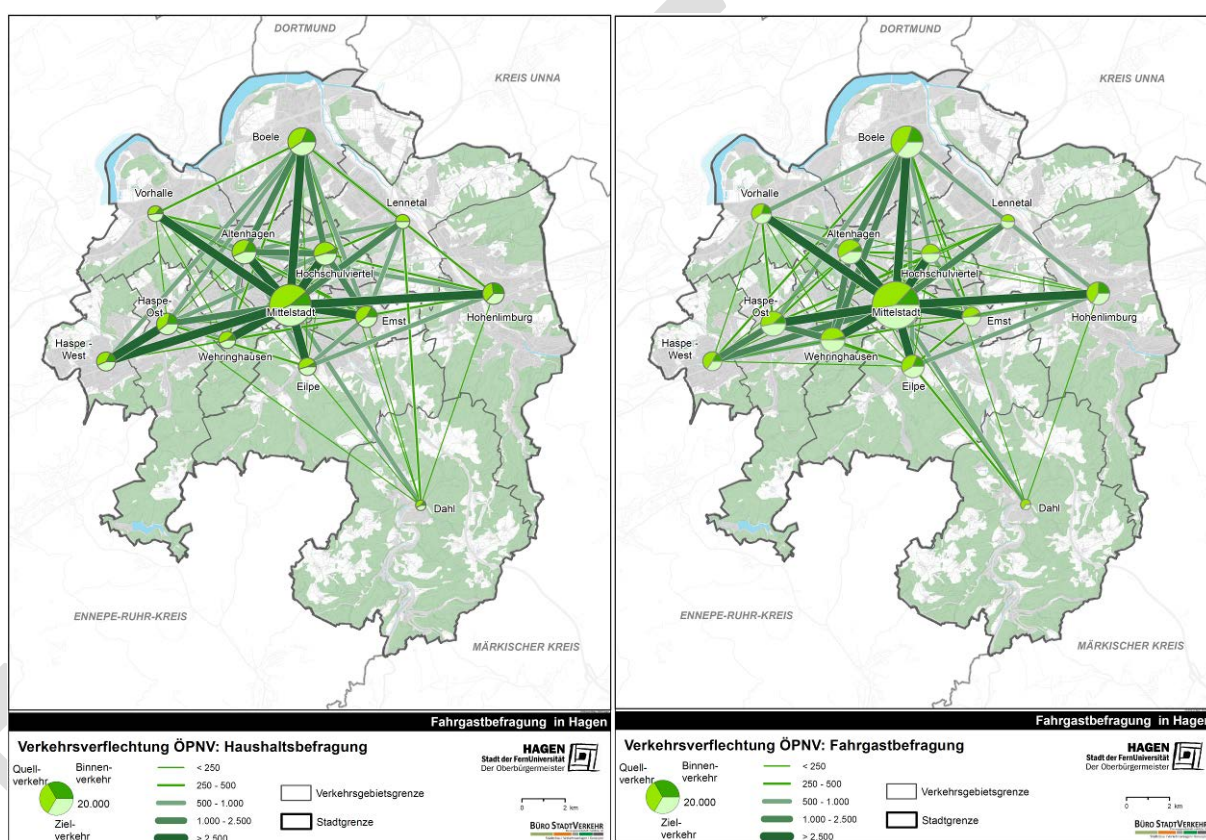 DORTMUND
KREIS UNNA
Boele
Vorhalle
Lennetal
Altenhagen
Hochschulviertel
Haspe-
Ost
Mittelstadt
Emst
Hohenlimburg
Haspe -
West
Wehringhausen
Eilpe
Dahl
ENNEPE-RUHR-KREIS
MÄRKISCHER KREIS
Fahrgastbefragung in Hagen
Verkehrsverflechtung ÖPNV: Haushaltsbefragung
HAGEN
Stadt der FernUniversität
Der Oberbürgermeister
Quell-
verkehr
Binnen-
verkehr
20.000
Ziel-
verkehr
< 250
250 - 500
500 - 1.000
1.000 - 2.500
> 2.500
Verkehrsgebietsgrenze
Stadtgrenze
0 2 km
BÜRO STADTVERKEHR
DORTMUND
KREIS UNNA
Boele
Vorhalle
Lennetal
Altenhagen
Hochschulviertel
Haspe-
Ost
Mittelstadt
Emst
Hohenlimburg
Haspe -
West
Wehringhausen
Eilpe
Dahl
ENNEPE-RUHR-KREIS
MÄRKISCHER KREIS
Fahrgastbefragung in Hagen
Verkehrsverflechtung ÖPNV: Fahrgastbefragung
HAGEN
Stadt der FernUniversität
Der Oberbürgermeister
Quell-
verkehr
Binnen-
verkehr
20.000
Ziel-
verkehr
< 250
250 - 500
500 - 1.000
1.000 - 2.500
> 2.500
Verkehrsgebietsgrenze
Stadtgrenze
0 2 km
BÜRO STADTVERKEHR